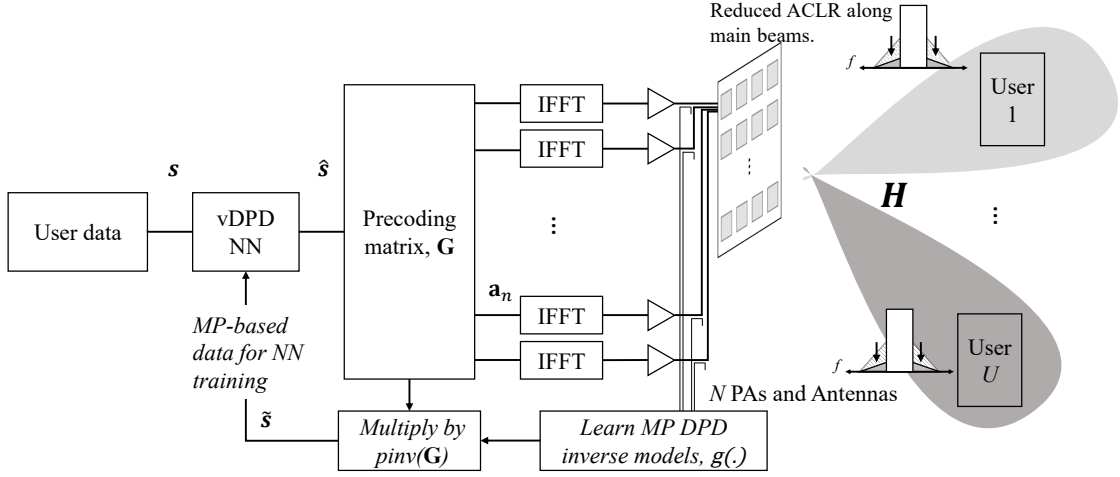 Reduced ACLR along
main beams.
f
User
1
IFFT
IFFT
s
ŝ
H
User data
vDPD
NN
Precoding
matrix, G
⋮
⋮
⋮
a_n
IFFT
IFFT
MP-based
data for NN
training
f
User
U
N PAs and Antennas
s̃
Multiply by
pinv(G)
Learn MP DPD
inverse models, g(.)